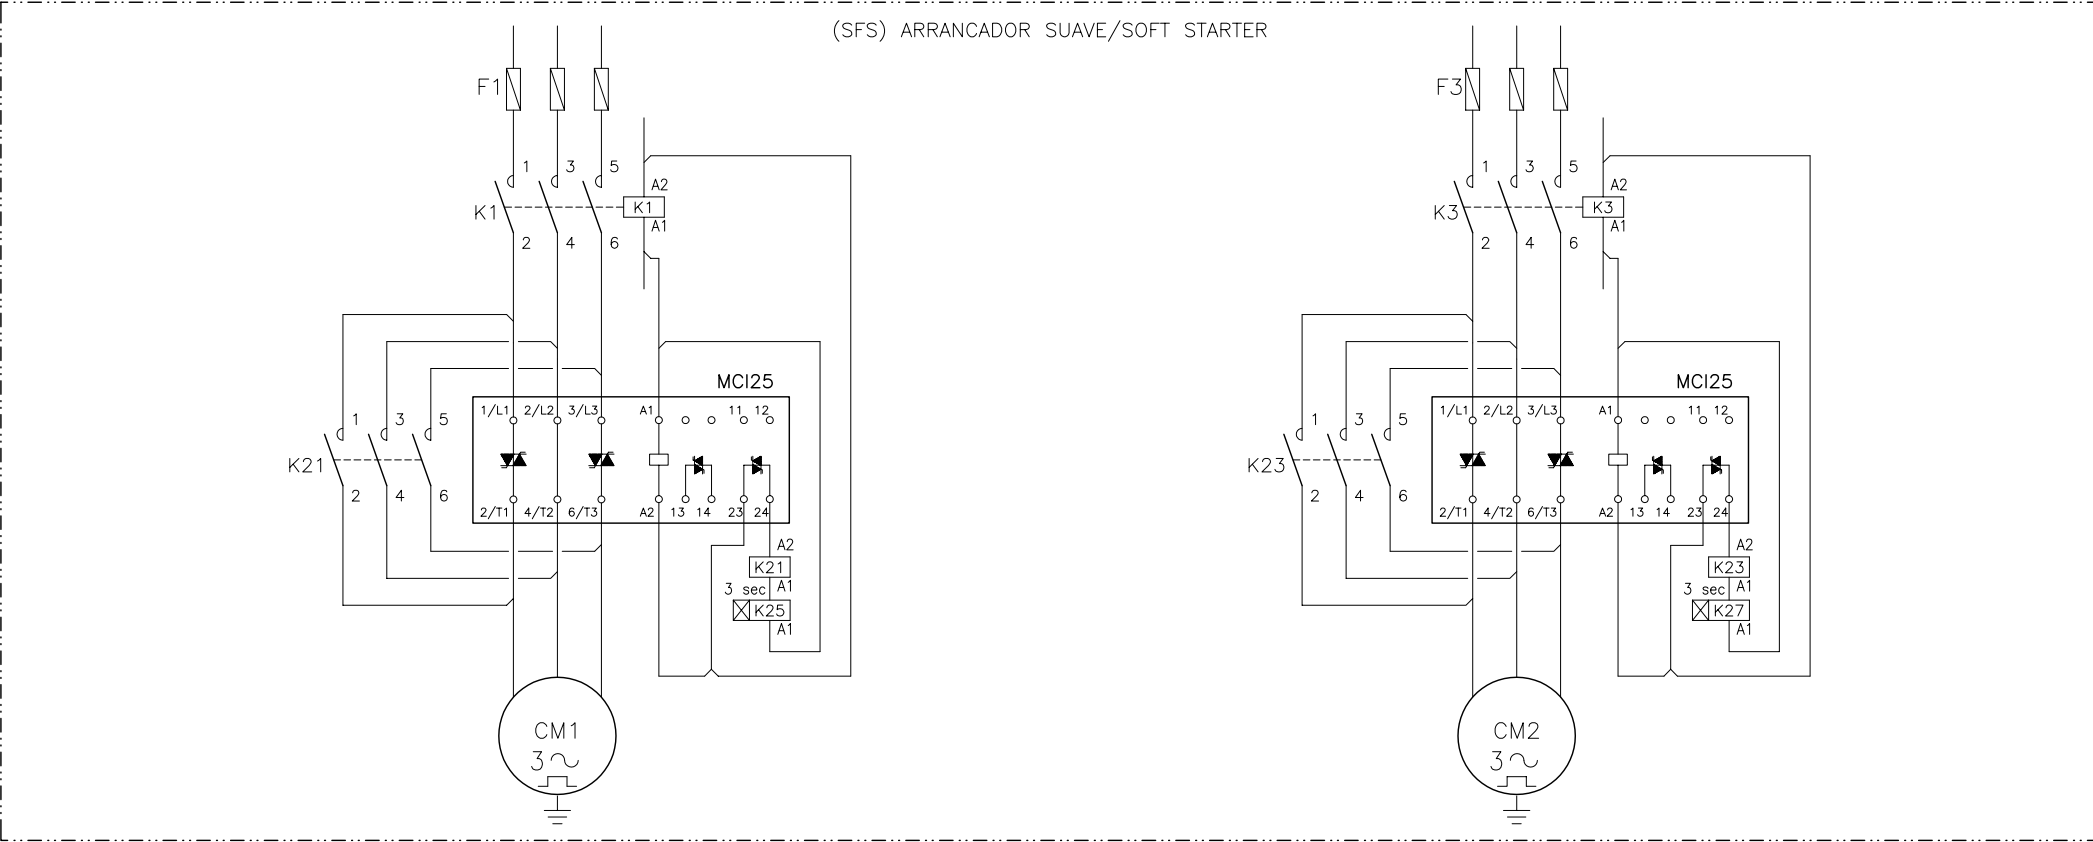 (SFS) ARRANCADOR SUAVE/SOFT STARTER
F1
1 3 5
A2
K1 K1
A1
2 4 6
MCI25
1/L1 2/L2 3/L3 A1 11 12
1 3 5
K21
2 4 6
2/T1 4/T2 6/T3 A2 13 14 23 24
A2
K21
3 sec A1
K25
A1
CM1
3
F3
1 3 5
A2
K3 K3
A1
2 4 6
MCI25
1/L1 2/L2 3/L3 A1 11 12
1 3 5
K23
2 4 6
2/T1 4/T2 6/T3 A2 13 14 23 24
A2
K23
3 sec A1
K27
A1
CM2
3